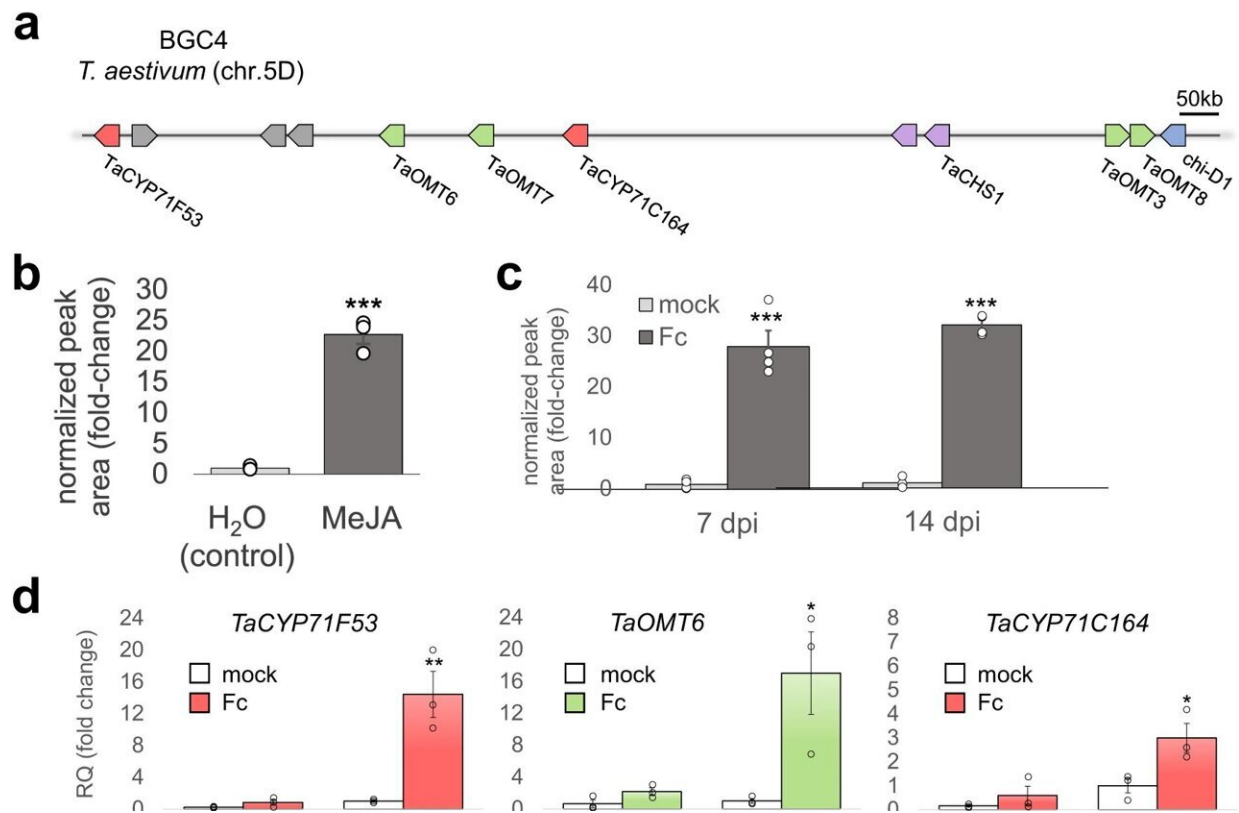 a
BGC4
T. aestivum (chr.5D)
50kb
TaCYP71F53
TaOMT6
TaOMT7
TaCYP71C164
TaCHS1
TaOMT3
TaOMT8
chi-D1
b
normalized peak
area (fold-change)
30
25
20
15
10
5
0
***
H₂O
(control)
MeJA
c
normalized peak
area (fold-change)
40
30
20
10
0
mock
Fc
***
***
7 dpi
14 dpi
d
RQ (fold change)
TaCYP71F53
24
20
16
12
8
4
0
mock
Fc
**
TaOMT6
24
20
16
12
8
4
0
mock
Fc
*
TaCYP71C164
8
7
6
5
4
3
2
1
0
mock
Fc
*